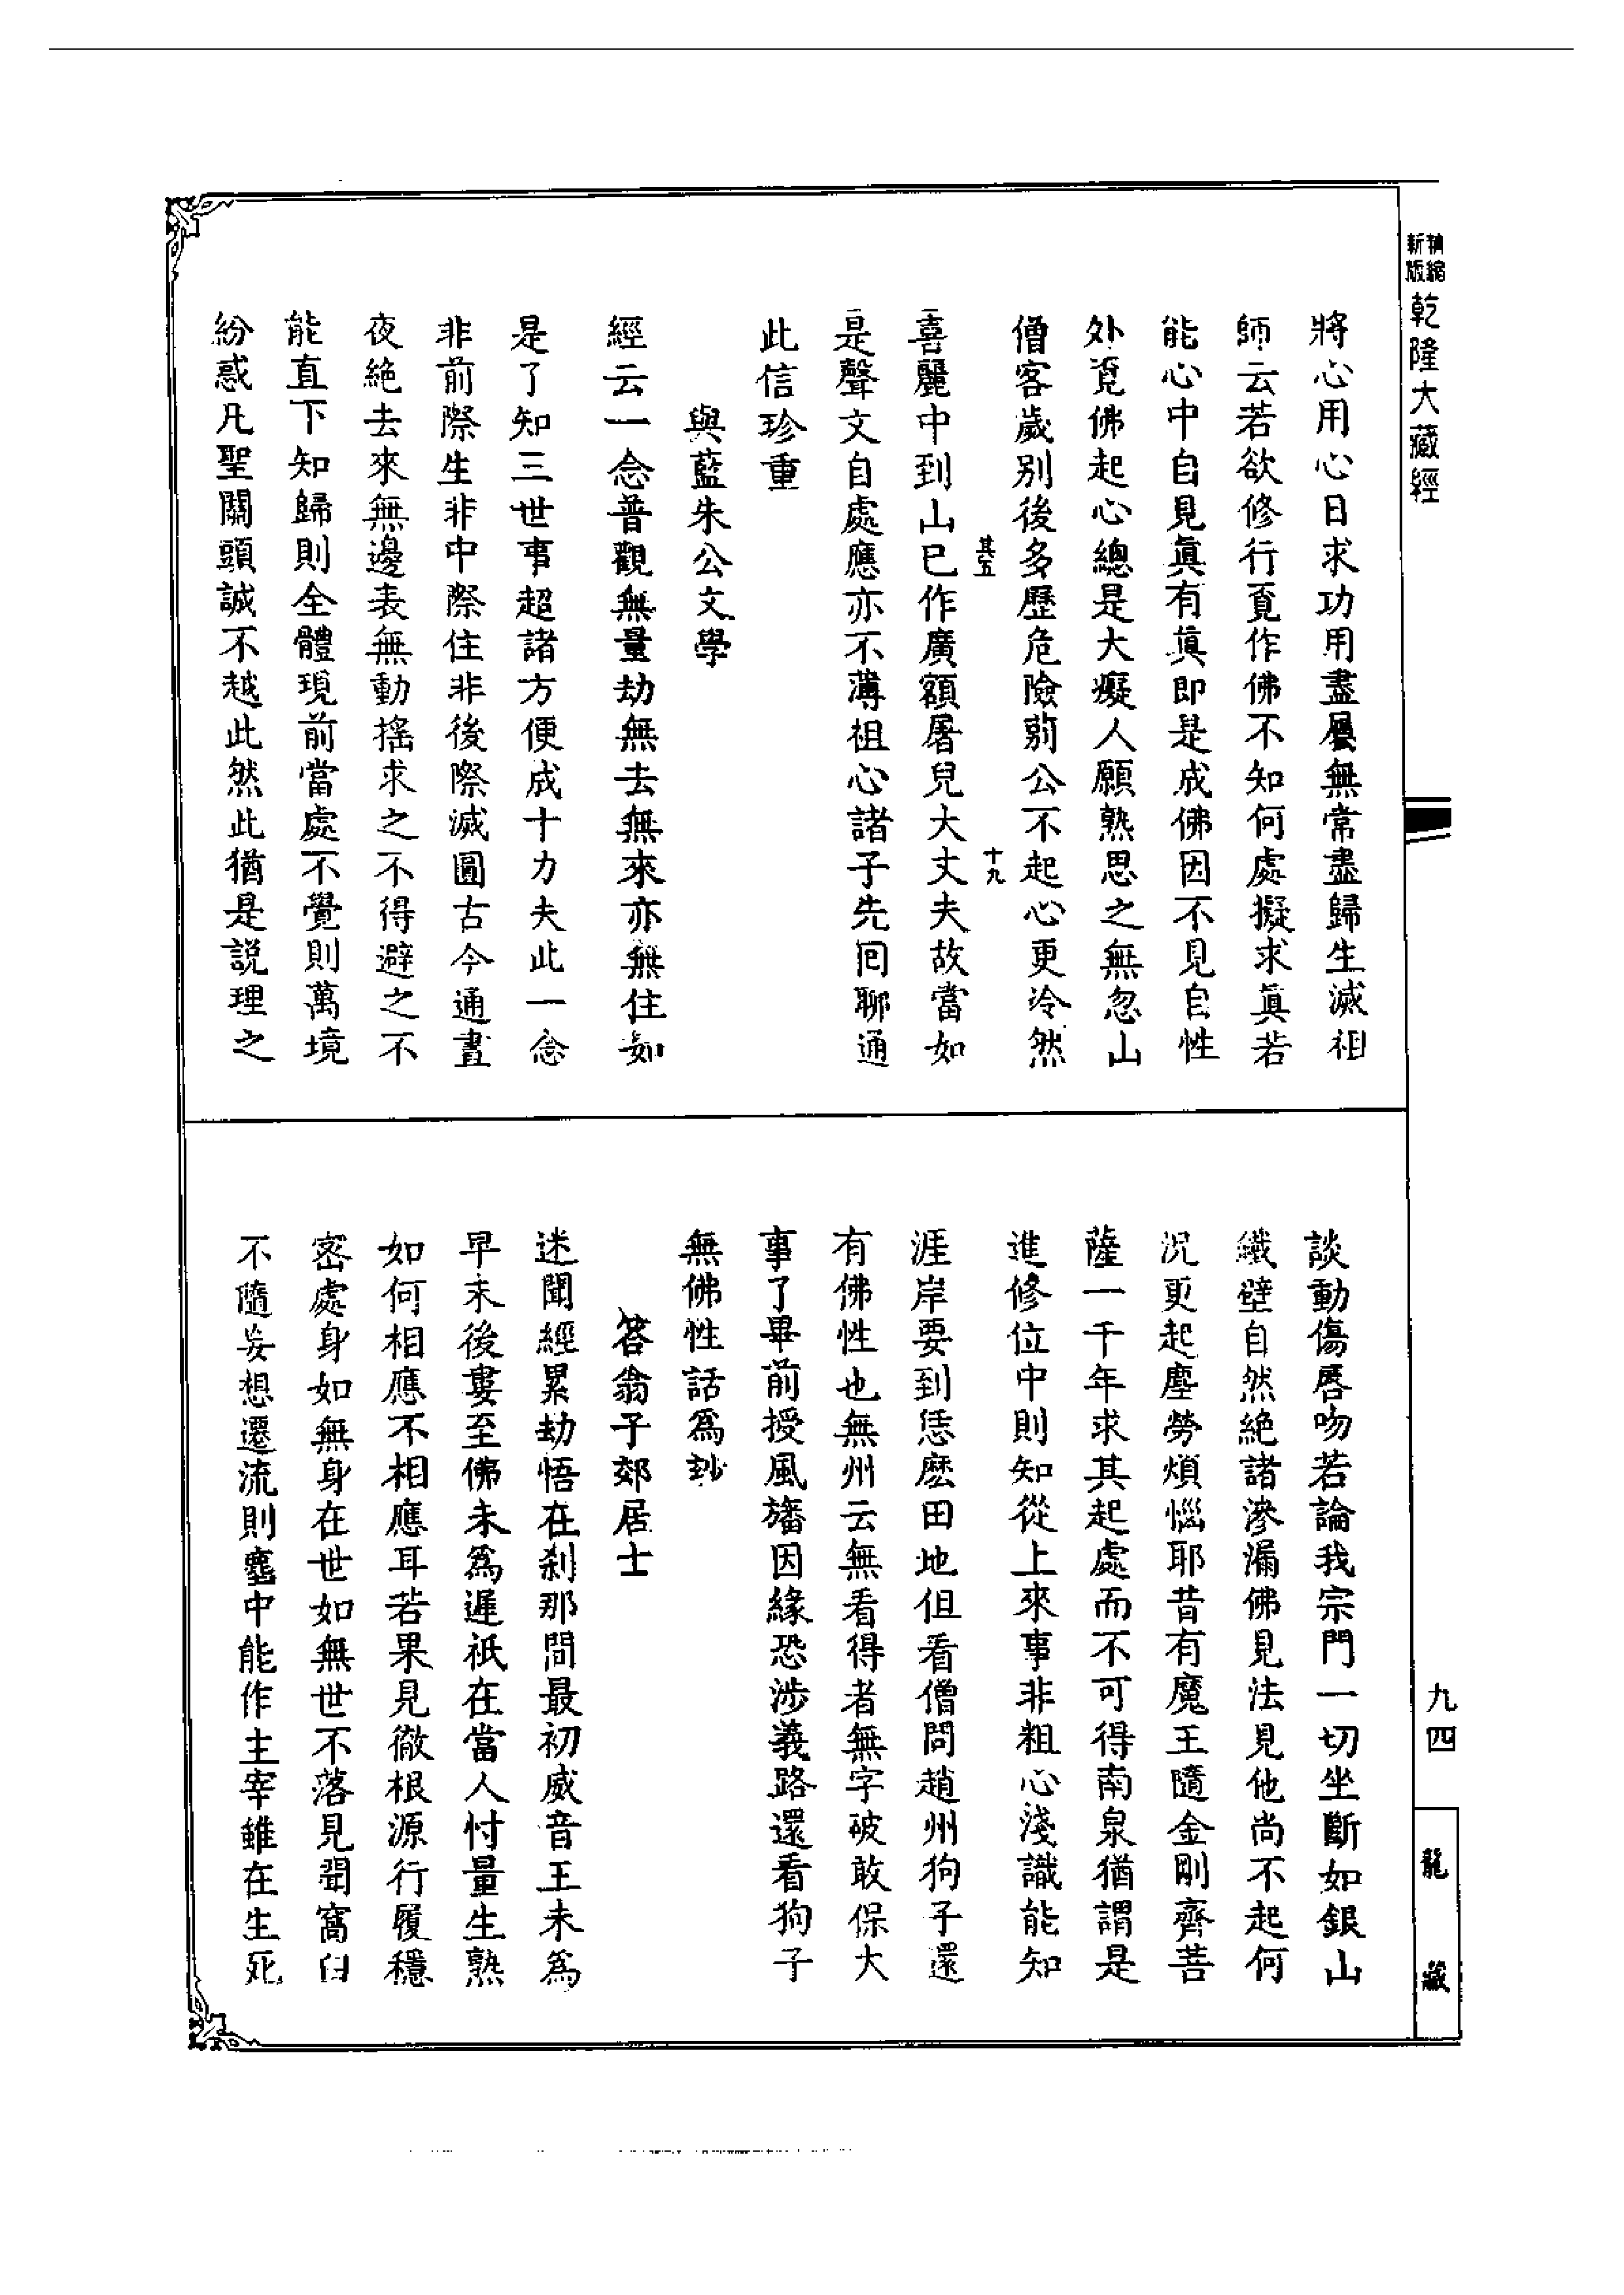 新版精縮 乾隆大藏經
將心用心日求功用盡屬無常盡歸生滅祖
師云若欲修行覓作佛不知何處擬求眞若
能心中自見眞有眞即是成佛因不見自性
外覓佛起心總是大癡人願熟思之無忽山
僧客歲别後多歷危險蒴公不起心更泠然
其五 十九
喜麗中到山已作廣額屠兒大丈夫故當如
是聲文自處應亦不薄祖心諸子先囘聊通
此信珍重
與藍朱公文學
經云一念普觀無量劫無去無來亦無住如
是了知三世事超諸方便成十力夫此一念
非前際生非中際住非後際滅圓古今通晝
夜絶去來無邊表無動搖求之不得避之不
能直下知歸則全體現前當處不覺則萬境
紛惑凡聖關頭誠不越此然此猶是説理之
談動傷唇吻若論我宗門一切坐斷如銀山
鐵壁自然絶諸滲漏佛見法見他尚不起何
况更起塵勞煩惱耶昔有魔王隨金剛齊菩
薩一千年求其起處而不可得南泉猶謂是
進修位中則知從上來事非粗心淺識能知
涯岸要到恁麽田地但看僧問趙州狗子還
有佛性也無州云無看得者無字破敢保大
事了畢前授風旛因緣恐涉義路還看狗子
無佛性話爲玅
答翁子郊居士
迷聞經累劫悟在剎那問最初威音王未爲
早末後婁至佛未爲遲祇在當人忖量生熟
如何相應不相應耳若果見徹根源行履穩
密處身如無身在世如無世不落見聞窩臼
不隨妄想遷流則塵中能作主宰雖在生死
九四
龍藏